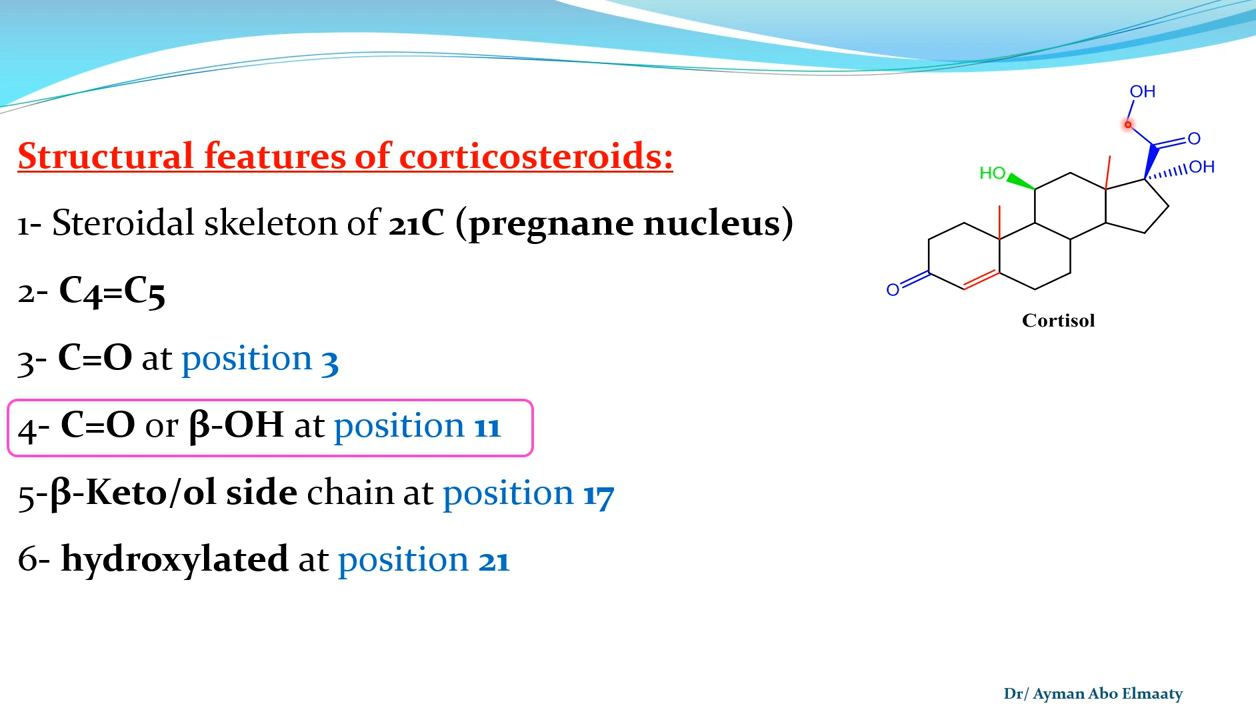 Structural features of corticosteroids:
1- Steroidal skeleton of 21C (pregnane nucleus)
2- C4=C5
3- C=O at position 3
4- C=O or β-OH at position 11
5-β-Keto/ol side chain at position 17
6- hydroxylated at position 21
OH
O
HO
OH
O
Cortisol
Dr/ Ayman Abo Elmaaty